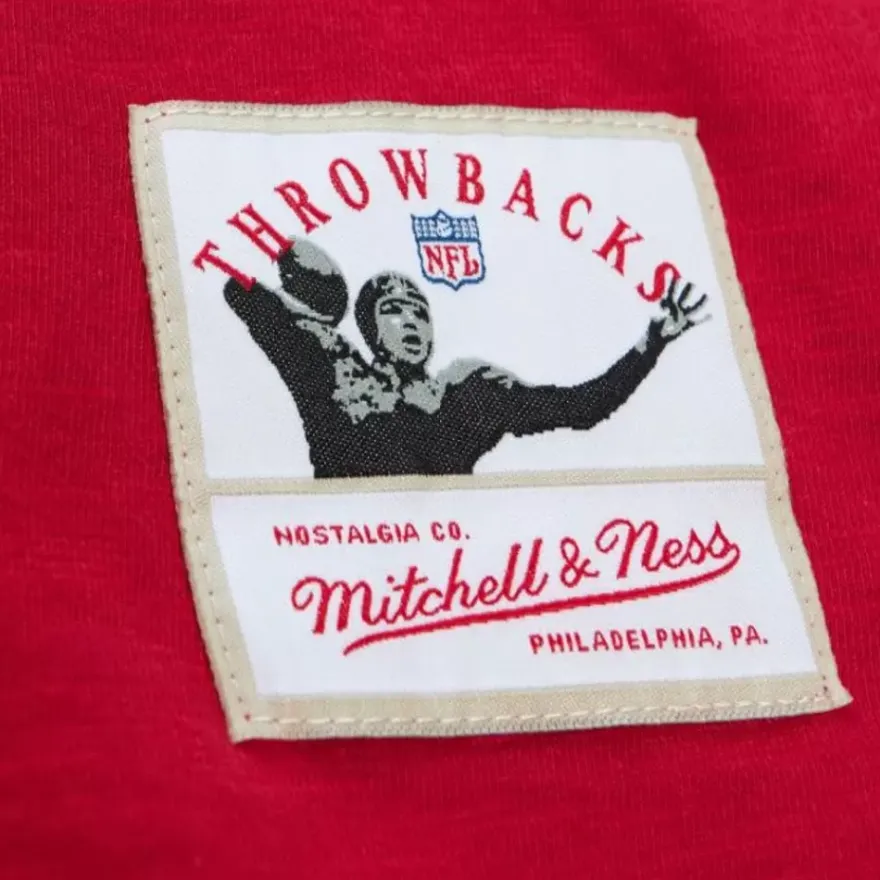 THROWBACKS
NFL
NOSTALGIA CO.
Mitchell & Ness
PHILADELPHIA, PA.